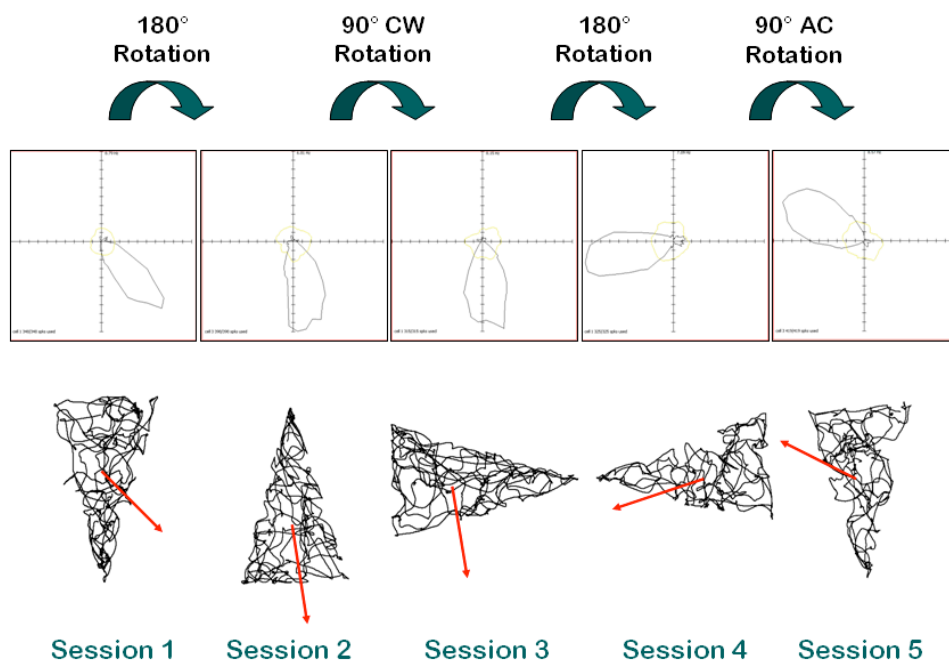 180°
Rotation
90° CW
Rotation
180°
Rotation
90° AC
Rotation
Session 1
Session 2
Session 3
Session 4
Session 5